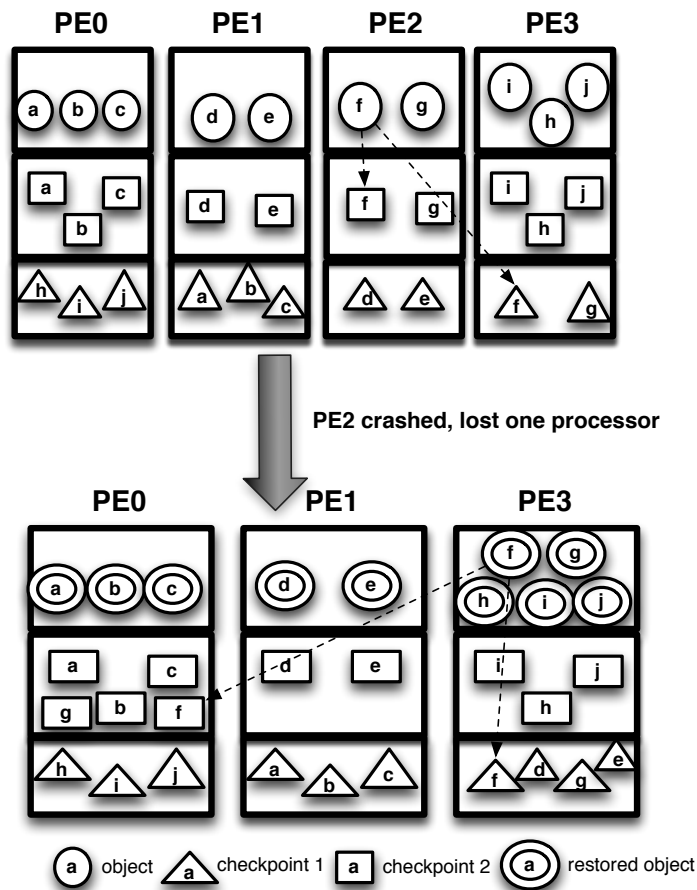 PE0 PE1 PE2 PE3
a b c d e f g i j h
a c b d e f g i j h
h i j a b c d e f g
PE2 crashed, lost one processor
PE0 PE1 PE3
f g
a b c d e h i j
a c d e i j
g b f h
h i j a b c f d g e
a object a checkpoint 1 a checkpoint 2 a restored object